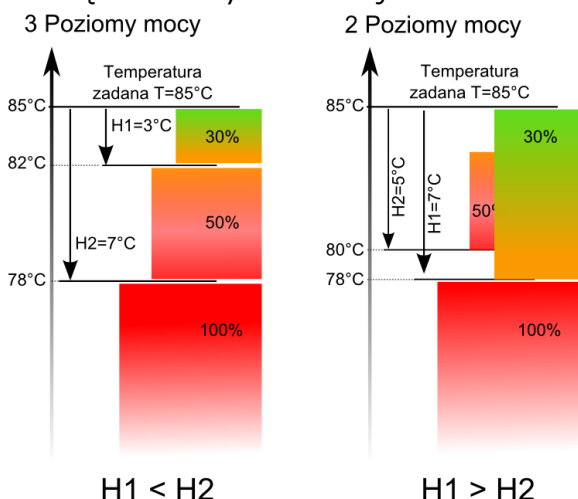 3 Poziomy mocy
Temperatura
zadana T=85°C
85°C
H1=3°C
30%
82°C
50%
H2=7°C
78°C
100%
H1 < H2
2 Poziomy mocy
Temperatura
zadana T=85°C
85°C
30%
H2=5°C
H1=7°C
80°C
78°C
100%
H1 > H2